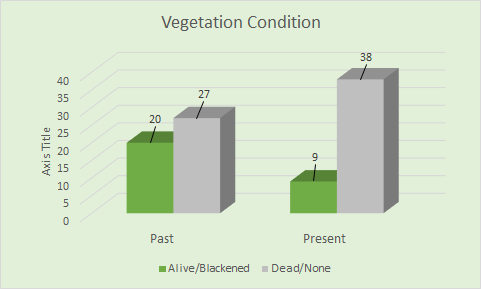 Vegetation Condition
40
35
30
25
20
15
10
5
0
Axis Title
20
27
9
38
Past
Present
Alive/Blackened
Dead/None